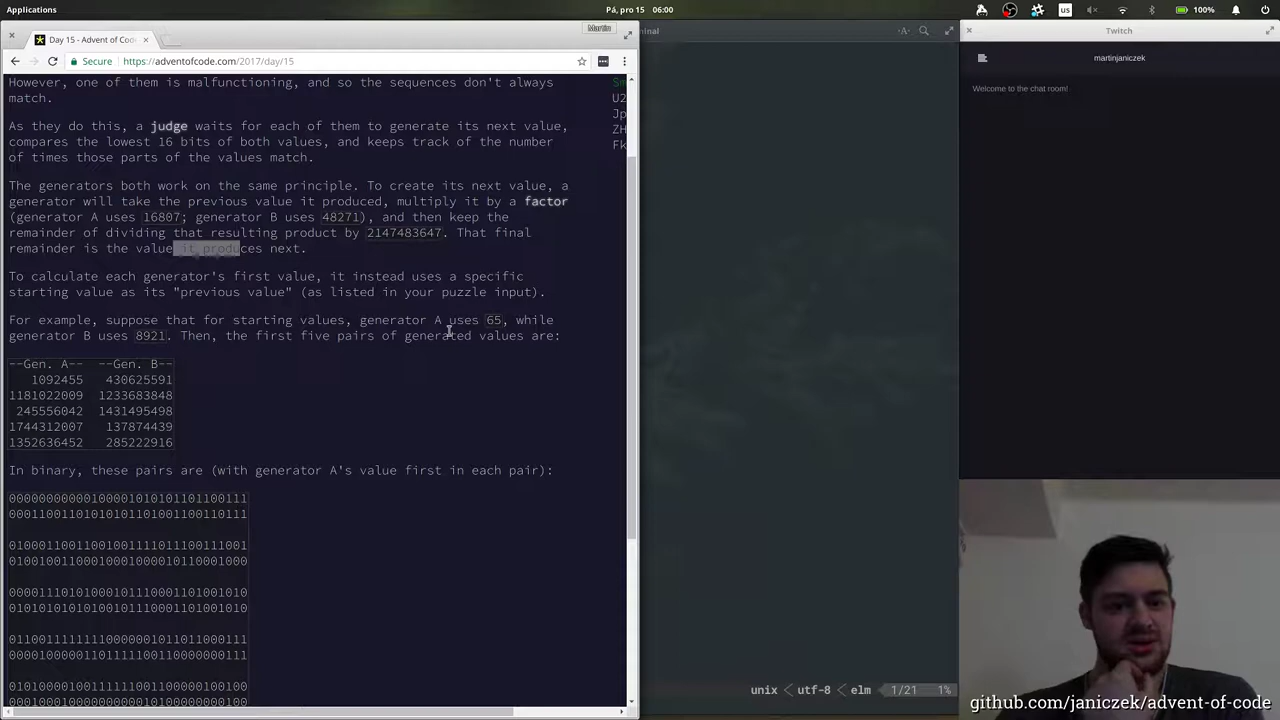 Applications
Pá, pro 15 06:00
us
100%
Martin
Day 15 - Advent of Cod
minal
-A-
Twitch
Secure
https://adventofcode.com/2017/day/15
martinjaniczek
Welcome to the chat room!
However, one of them is malfunctioning, and so the sequences don't always
match.
As they do this, a judge waits for each of them to generate its next value,
compares the lowest 16 bits of both values, and keeps track of the number
of times those parts of the values match.
The generators both work on the same principle. To create its next value, a
generator will take the previous value it produced, multiply it by a factor
(generator A uses 16807; generator B uses 48271), and then keep the
remainder of dividing that resulting product by 2147483647. That final
remainder is the value it produces next.
To calculate each generator's first value, it instead uses a specific
starting value as its "previous value" (as listed in your puzzle input).
For example, suppose that for starting values, generator A uses 65, while
generator B uses 8921. Then, the first five pairs of generated values are:
--Gen. A-- --Gen. B--
1092455 430625591
1181022009 1233683848
245556042 1431495498
1744312007 137874439
1352636452 285222916
In binary, these pairs are (with generator A's value first in each pair):
00000000000100001010101101100111
00011001101010101101001100110111
01000110011001001111011100111001
01001001100010001000010110001000
00001110101000101110001101001010
01010101010100101110001101001010
01100111111110000001011011000111
00001000001101111100110000000111
01010000100111111001100000100100
00010001000000000010100000000100
Sm
U2
Jp
ZH
Fk
unix < utf-8 < elm 1/21 1%
github.com/janiczek/advent-of-code